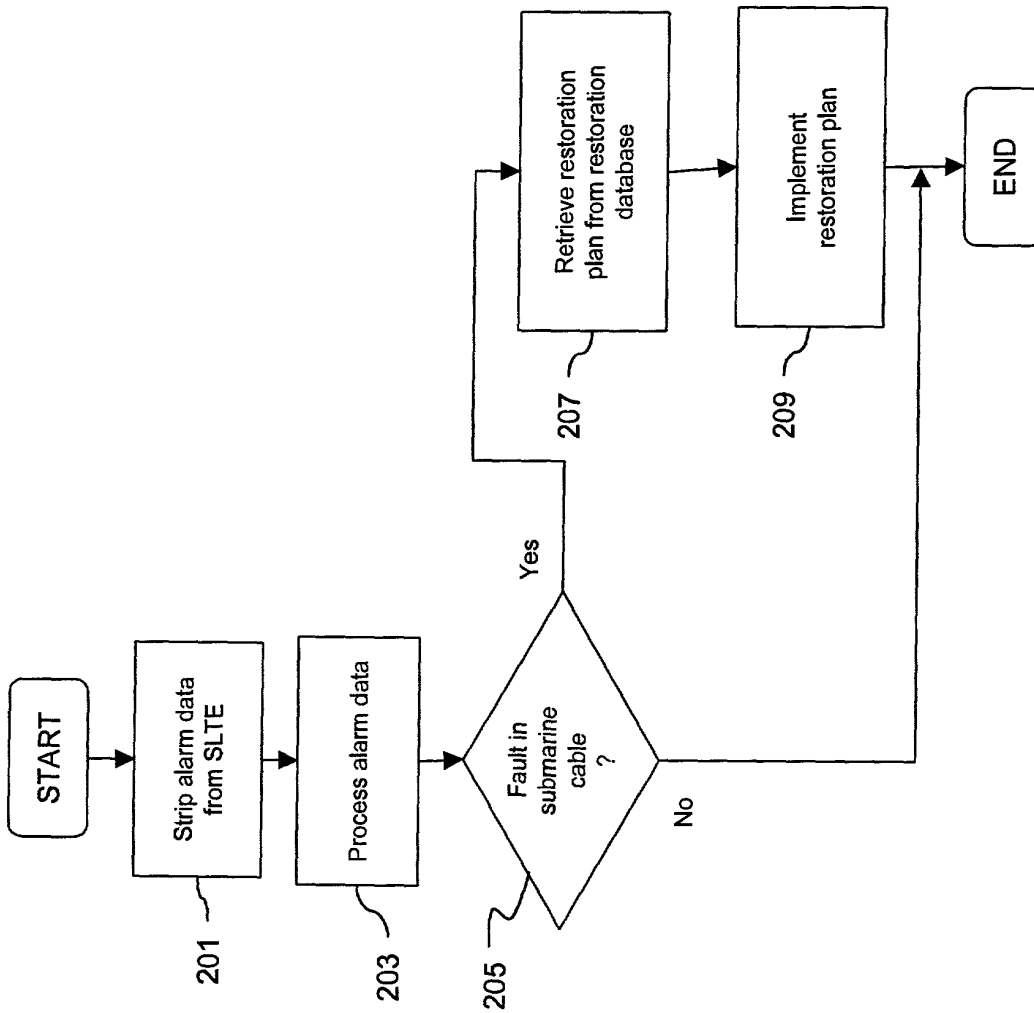 START
Strip alarm data
from SLTE
201
Process alarm data
203
Fault in
submarine
cable
?
205
Yes
No
Retrieve restoration
plan from restoration
database
207
Implement
restoration plan
209
END